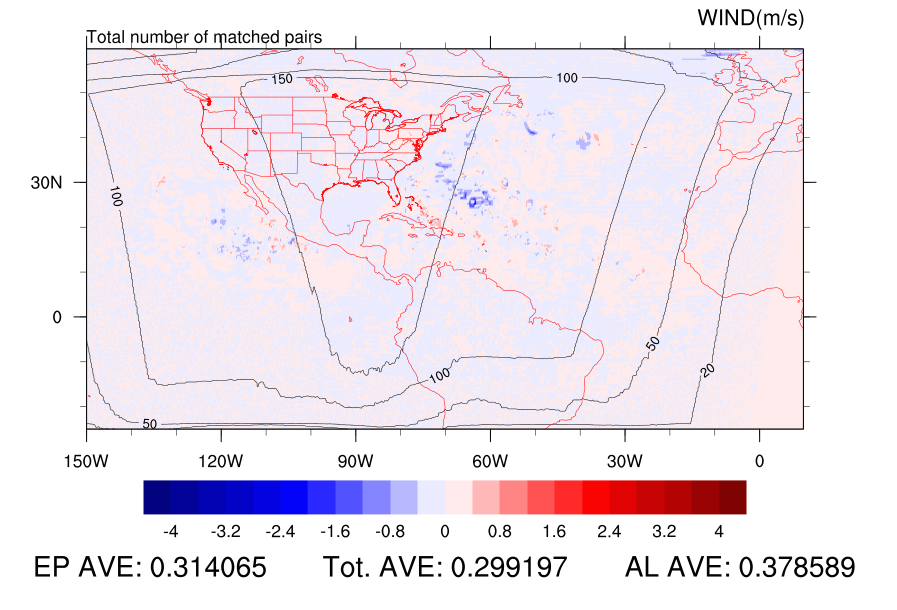 WIND(m/s)
Total number of matched pairs
150
100
30N
100
0
50
20
100
50
150W 120W 90W 60W 30W 0
-4 -3.2 -2.4 -1.6 -0.8 0 0.8 1.6 2.4 3.2 4
EP AVE: 0.314065 Tot. AVE: 0.299197 AL AVE: 0.378589